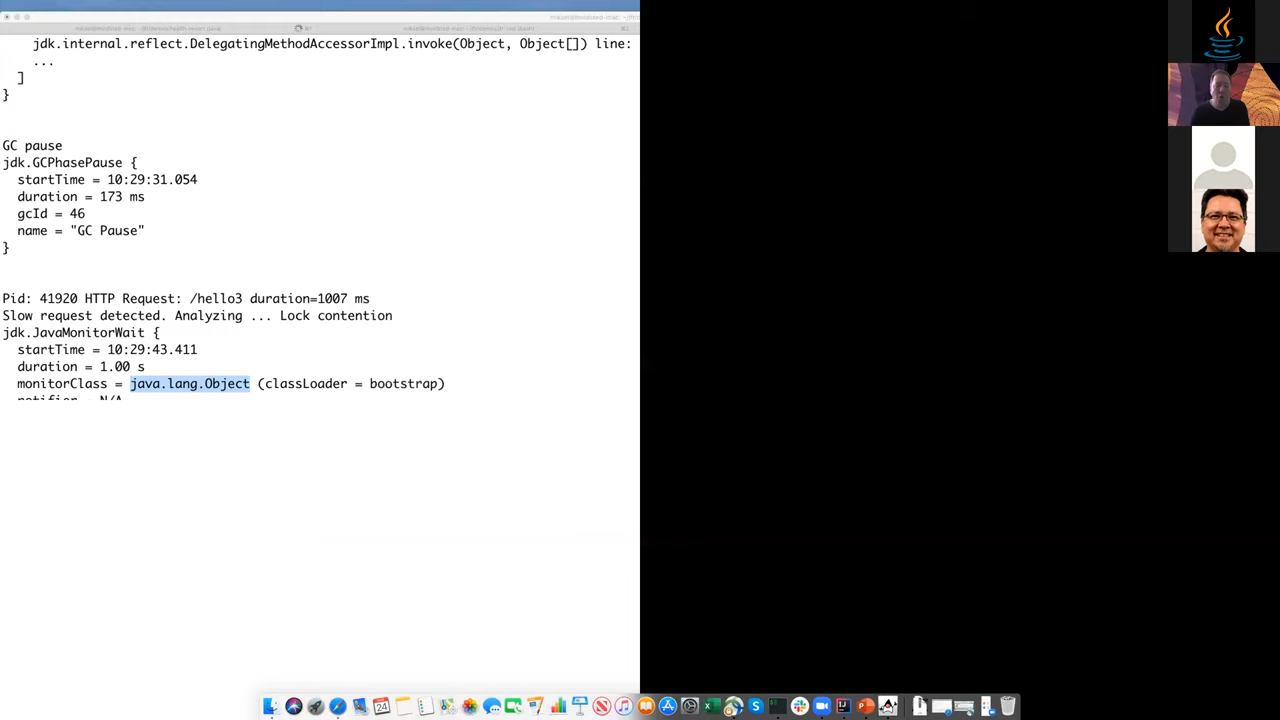 jdk.internal.reflect.DelegatingMethodAccessorImpl.invoke(Object, Object[]) line:
...
]
}
GC pause
jdk.GCPhasePause {
startTime = 10:29:31.054
duration = 173 ms
gcId = 46
name = "GC Pause"
}
Pid: 41920 HTTP Request: /hello3 duration=1007 ms
Slow request detected. Analyzing ... Lock contention
jdk.JavaMonitorWait {
startTime = 10:29:43.411
duration = 1.00 s
monitorClass = java.lang.Object (classLoader = bootstrap)
notifier = N/A